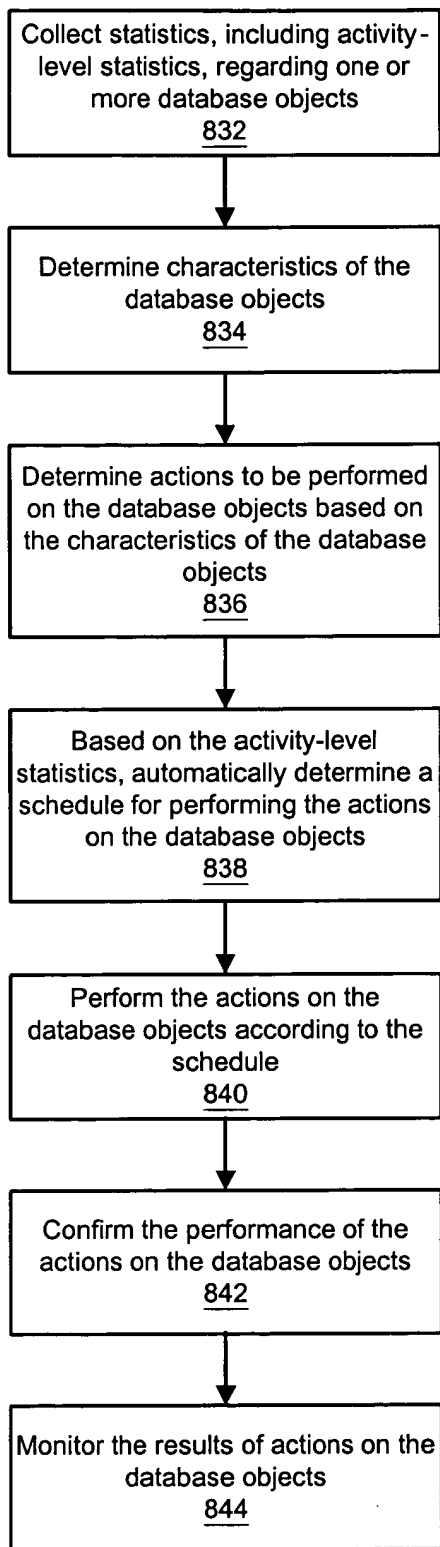 Collect statistics, including activity-
level statistics, regarding one or
more database objects
832
Determine characteristics of the
database objects
834
Determine actions to be performed
on the database objects based on
the characteristics of the database
objects
836
Based on the activity-level
statistics, automatically determine a
schedule for performing the actions
on the database objects
838
Perform the actions on the
database objects according to the
schedule
840
Confirm the performance of the
actions on the database objects
842
Monitor the results of actions on the
database objects
844